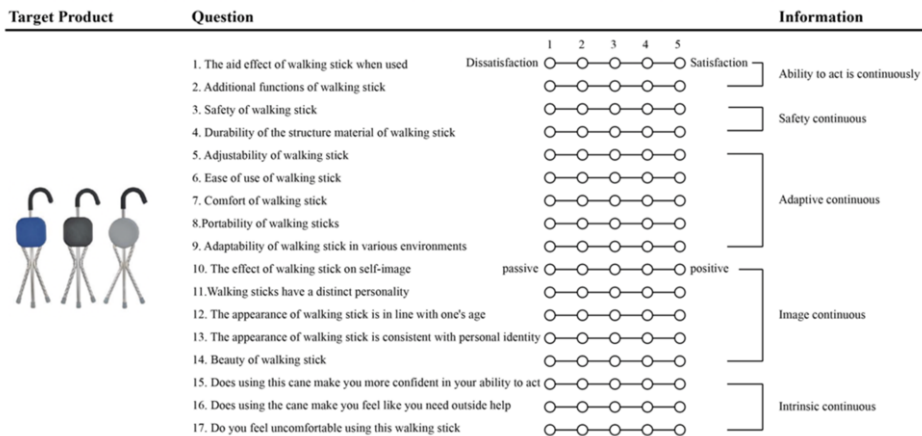 Target Product Question Information
1 2 3 4 5
1. The aid effect of walking stick when used Dissatisfaction Satisfaction
Ability to act is continuously
2. Additional functions of walking stick
3. Safety of walking stick
Safety continuous
4. Durability of the structure material of walking stick
5. Adjustability of walking stick
6. Ease of use of walking stick
7. Comfort of walking stick
Adaptive continuous
8.Portability of walking sticks
9. Adaptability of walking stick in various environments
10. The effect of walking stick on self-image passive positive
11.Walking sticks have a distinct personality
12. The appearance of walking stick is in line with one's age
Image continuous
13. The appearance of walking stick is consistent with personal identity
14. Beauty of walking stick
15. Does using this cane make you more confident in your ability to act
16. Does using the cane make you feel like you need outside help
Intrinsic continuous
17. Do you feel uncomfortable using this walking stick